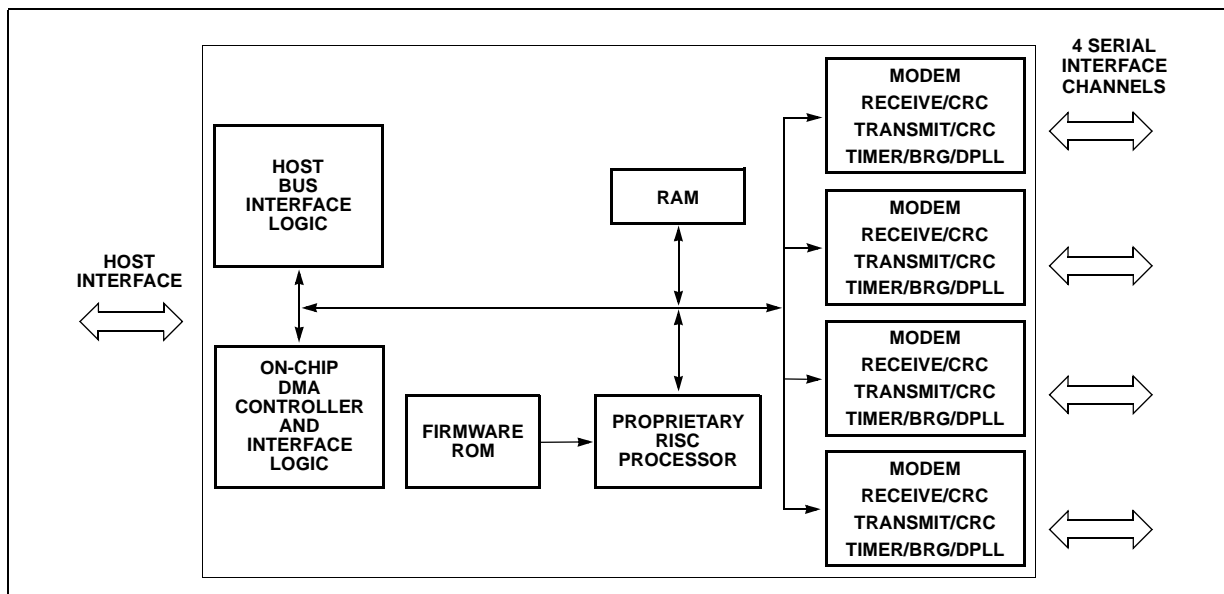 4 SERIAL
INTERFACE
CHANNELS
HOST
INTERFACE
HOST
BUS
INTERFACE
LOGIC
ON-CHIP
DMA
CONTROLLER
AND
INTERFACE
LOGIC
FIRMWARE
ROM
RAM
PROPRIETARY
RISC
PROCESSOR
MODEM
RECEIVE/CRC
TRANSMIT/CRC
TIMER/BRG/DPLL
MODEM
RECEIVE/CRC
TRANSMIT/CRC
TIMER/BRG/DPLL
MODEM
RECEIVE/CRC
TRANSMIT/CRC
TIMER/BRG/DPLL
MODEM
RECEIVE/CRC
TRANSMIT/CRC
TIMER/BRG/DPLL